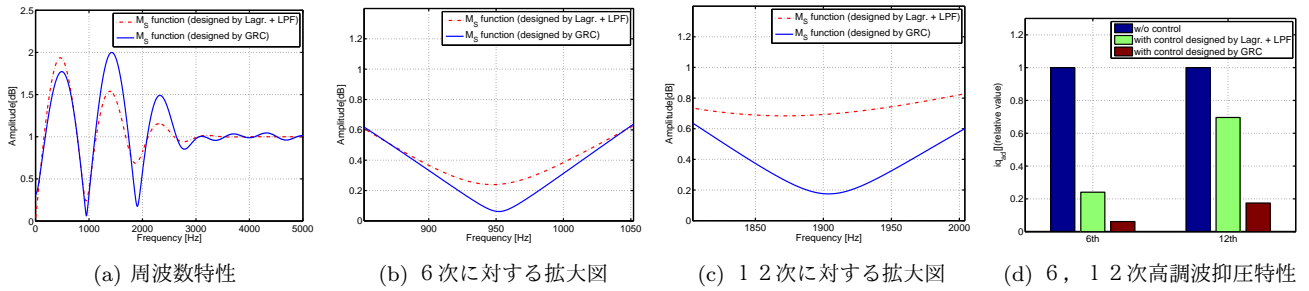 M_S function (designed by Lagr. + LPF)
M_S function (designed by GRC)
Amplitude[dB]
2.5
2
1.5
1
0.5
0
0 1000 2000 3000 4000 5000
Frequency [Hz]
(a) 周波数特性
M_S function (designed by Lagr. + LPF)
M_S function (designed by GRC)
Amplitude[dB]
1.4
1
0.8
0.6
0.4
0.2
0
900 950 1000 1050
Frequency [Hz]
(b) ６次に対する拡大図
M_S function (designed by Lagr. + LPF)
M_S function (designed by GRC)
Amplitude[dB]
1.4
1
0.8
0.6
0.4
0.2
0
1850 1900 1950 2000
Frequency [Hz]
(c) １２次に対する拡大図
w/o control
with control designed by Lagr. + LPF
with control designed by GRC
iq_ad[](relative value)
1.4
1
0.8
0.6
0.4
0.2
0
6th 12th
(d) ６，１２次高調波抑圧特性